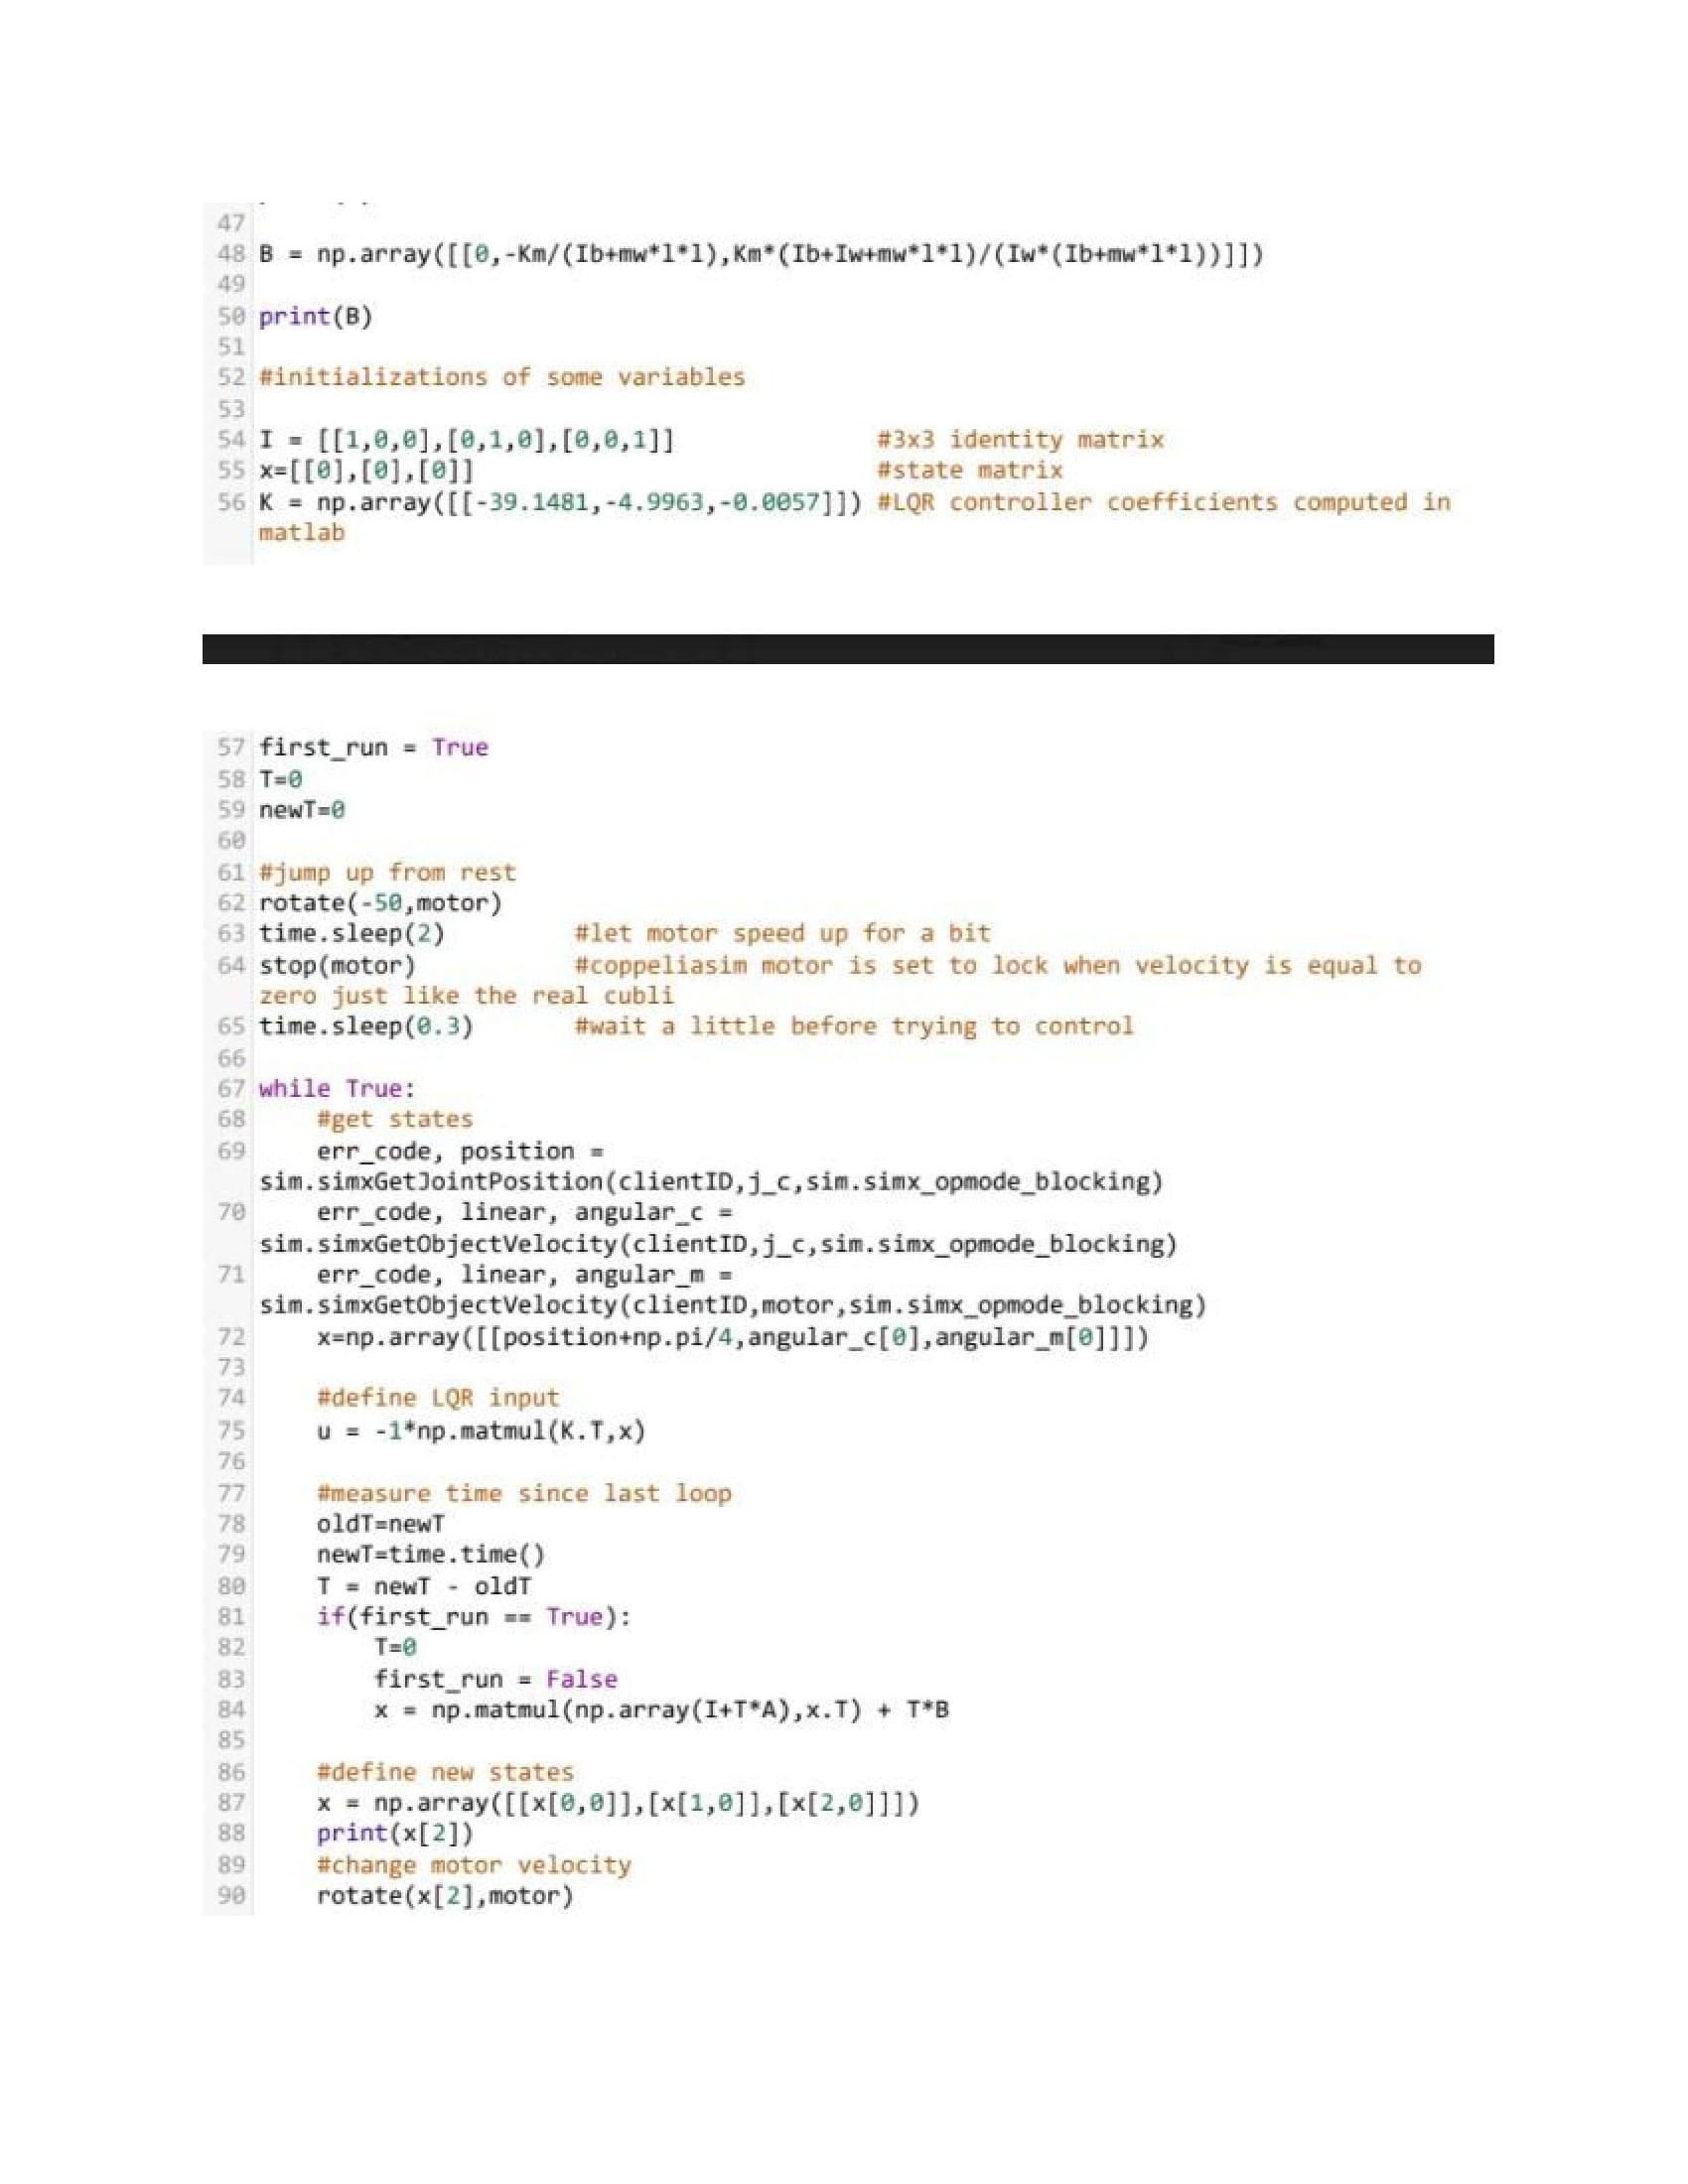 47
48 B = np.array([[0,-Km/(Ib+mw*l*l),Km*(Ib+Iw+mw*l*l)/(Iw*(Ib+mw*l*l))]])
49
50 print(B)
51
52 #initializations of some variables
53
54 I = [[1,0,0],[0,1,0],[0,0,1]] #3x3 identity matrix
55 x=[[0],[0],[0]] #state matrix
56 K = np.array([[-39.1481,-4.9963,-0.0057]]) #LQR controller coefficients computed in
matlab
57 first_run = True
58 T=0
59 newT=0
60
61 #jump up from rest
62 rotate(-50,motor)
63 time.sleep(2) #let motor speed up for a bit
64 stop(motor) #coppeliasim motor is set to lock when velocity is equal to
zero just like the real cubli
65 time.sleep(0.3) #wait a little before trying to control
66
67 while True:
68 #get states
69 err_code, position =
sim.simxGetJointPosition(clientID,j_c,sim.simx_opmode_blocking)
70 err_code, linear, angular_c =
sim.simxGetObjectVelocity(clientID,j_c,sim.simx_opmode_blocking)
71 err_code, linear, angular_m =
sim.simxGetObjectVelocity(clientID,motor,sim.simx_opmode_blocking)
72 x=np.array([[position+np.pi/4,angular_c[0],angular_m[0]]])
73
74 #define LQR input
75 u = -1*np.matmul(K.T,x)
76
77 #measure time since last loop
78 oldT=newT
79 newT=time.time()
80 T = newT - oldT
81 if(first_run == True):
82 T=0
83 first_run = False
84 x = np.matmul(np.array(I+T*A),x.T) + T*B
85
86 #define new states
87 x = np.array([[x[0,0]],[x[1,0]],[x[2,0]]])
88 print(x[2])
89 #change motor velocity
90 rotate(x[2],motor)